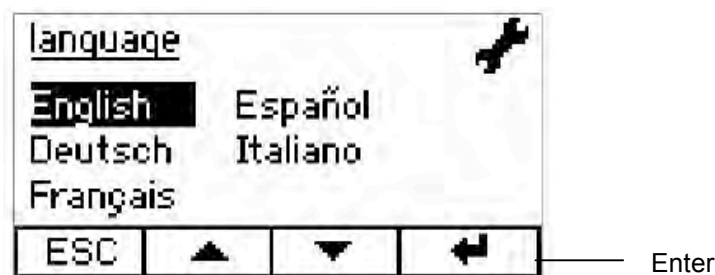 language
English Español
Deutsch Italiano
Français
ESC ▲ ▼ ↵ Enter